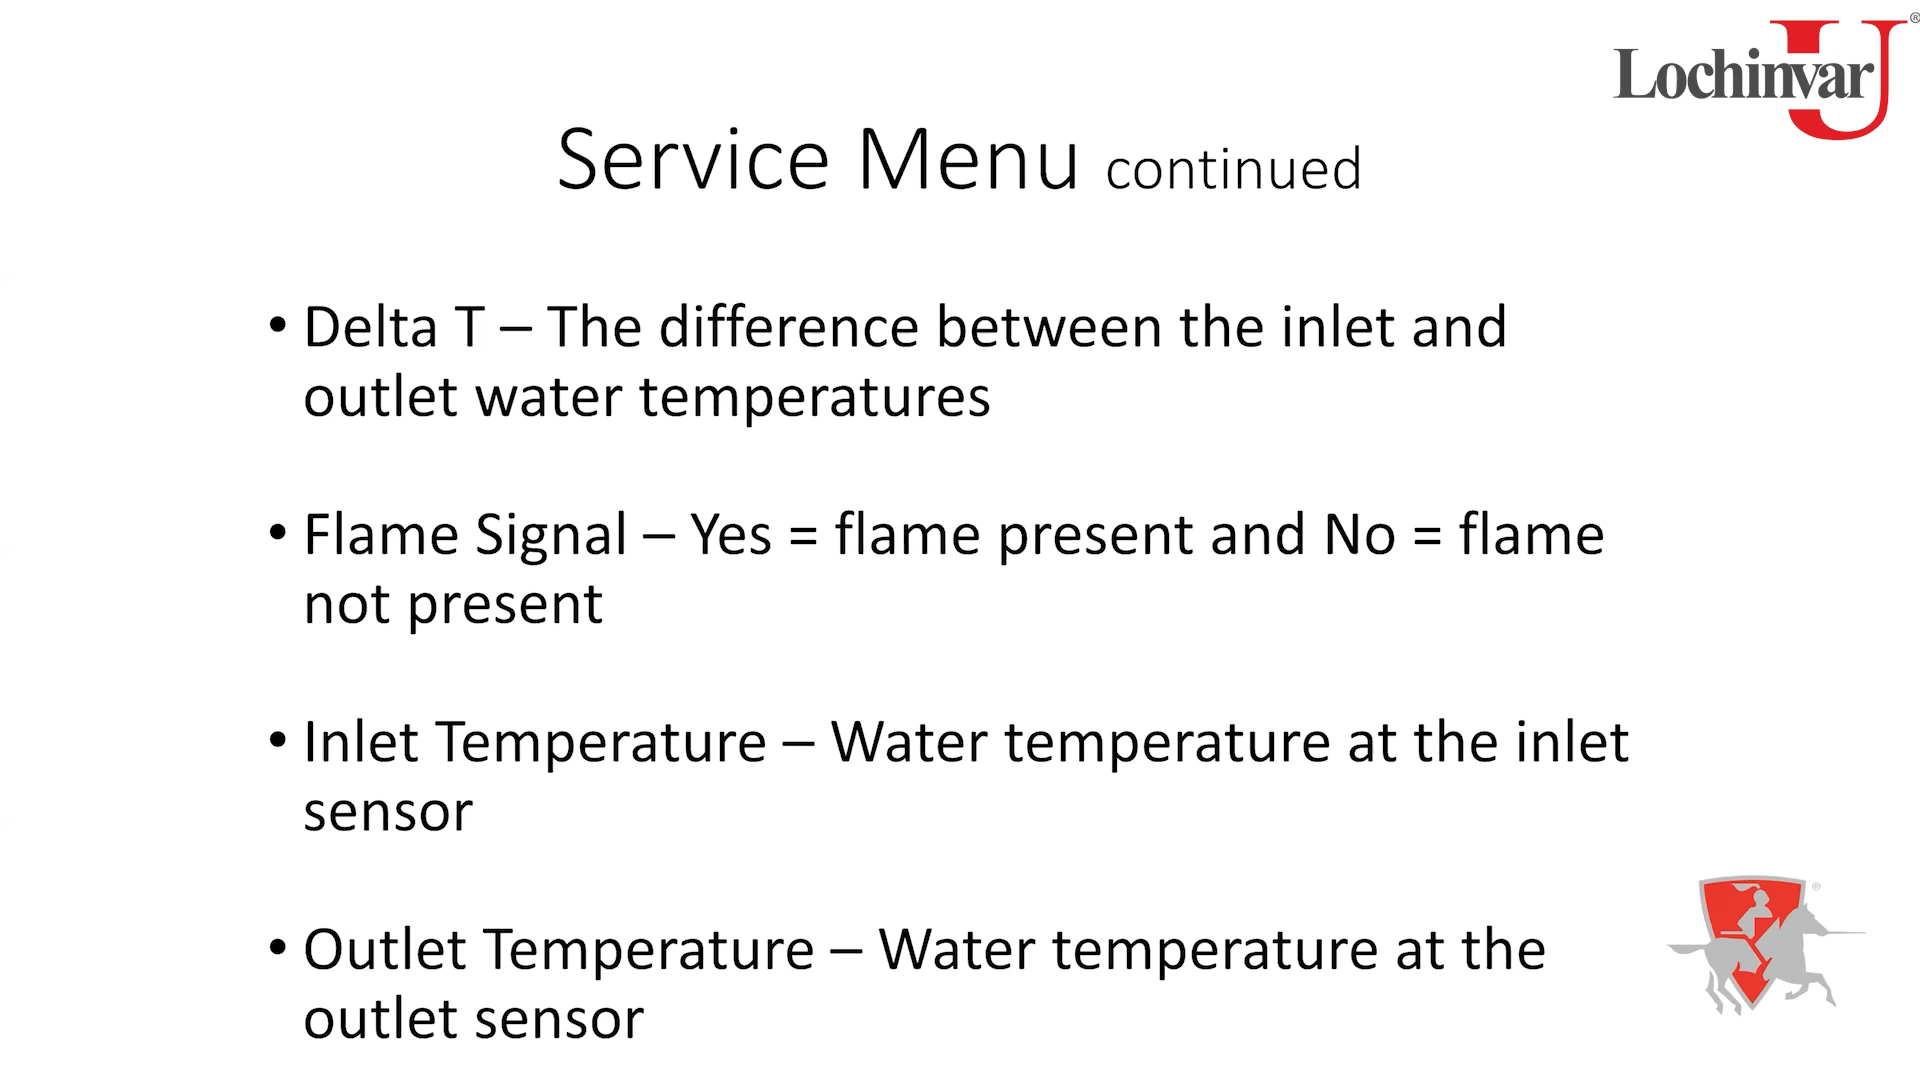 Lochinvar U®
Service Menu continued
• Delta T – The difference between the inlet and
outlet water temperatures
• Flame Signal – Yes = flame present and No = flame
not present
• Inlet Temperature – Water temperature at the inlet
sensor
• Outlet Temperature – Water temperature at the
outlet sensor
®